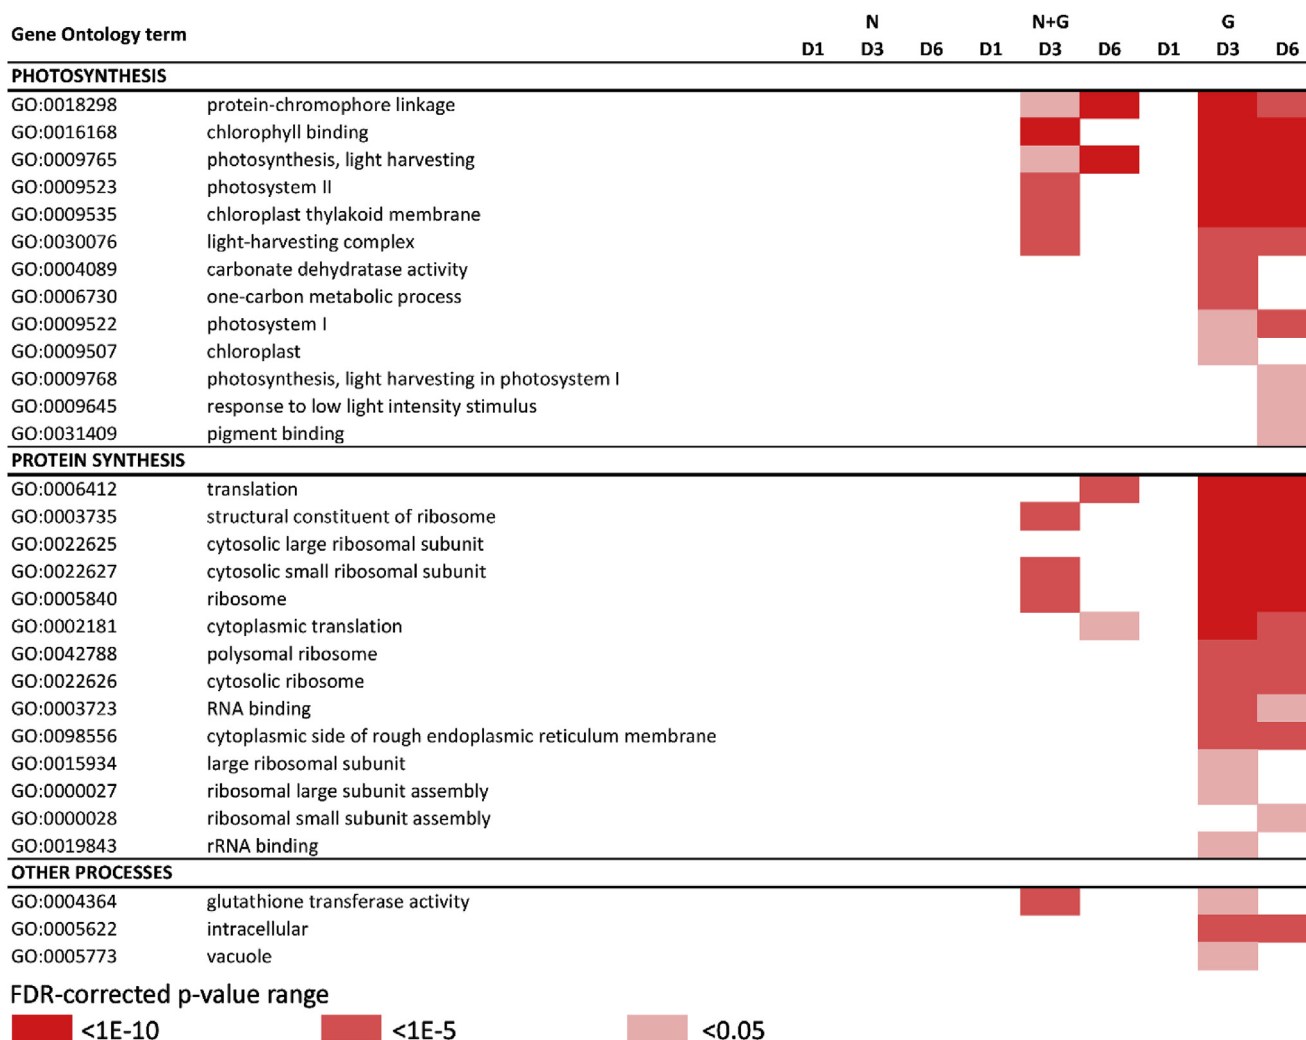 N N+G G
Gene Ontology term
D1 D3 D6 D1 D3 D6 D1 D3 D6
PHOTOSYNTHESIS
GO:0018298 protein-chromophore linkage
GO:0016168 chlorophyll binding
GO:0009765 photosynthesis, light harvesting
GO:0009523 photosystem II
GO:0009535 chloroplast thylakoid membrane
GO:0030076 light-harvesting complex
GO:0004089 carbonate dehydratase activity
GO:0006730 one-carbon metabolic process
GO:0009522 photosystem I
GO:0009507 chloroplast
GO:0009768 photosynthesis, light harvesting in photosystem I
GO:0009645 response to low light intensity stimulus
GO:0031409 pigment binding
PROTEIN SYNTHESIS
GO:0006412 translation
GO:0003735 structural constituent of ribosome
GO:0022625 cytosolic large ribosomal subunit
GO:0022627 cytosolic small ribosomal subunit
GO:0005840 ribosome
GO:0002181 cytoplasmic translation
GO:0042788 polysomal ribosome
GO:0022626 cytosolic ribosome
GO:0003723 RNA binding
GO:0098556 cytoplasmic side of rough endoplasmic reticulum membrane
GO:0015934 large ribosomal subunit
GO:0000027 ribosomal large subunit assembly
GO:0000028 ribosomal small subunit assembly
GO:0019843 rRNA binding
OTHER PROCESSES
GO:0004364 glutathione transferase activity
GO:0005622 intracellular
GO:0005773 vacuole
FDR-corrected p-value range
<1E-10 <1E-5 <0.05